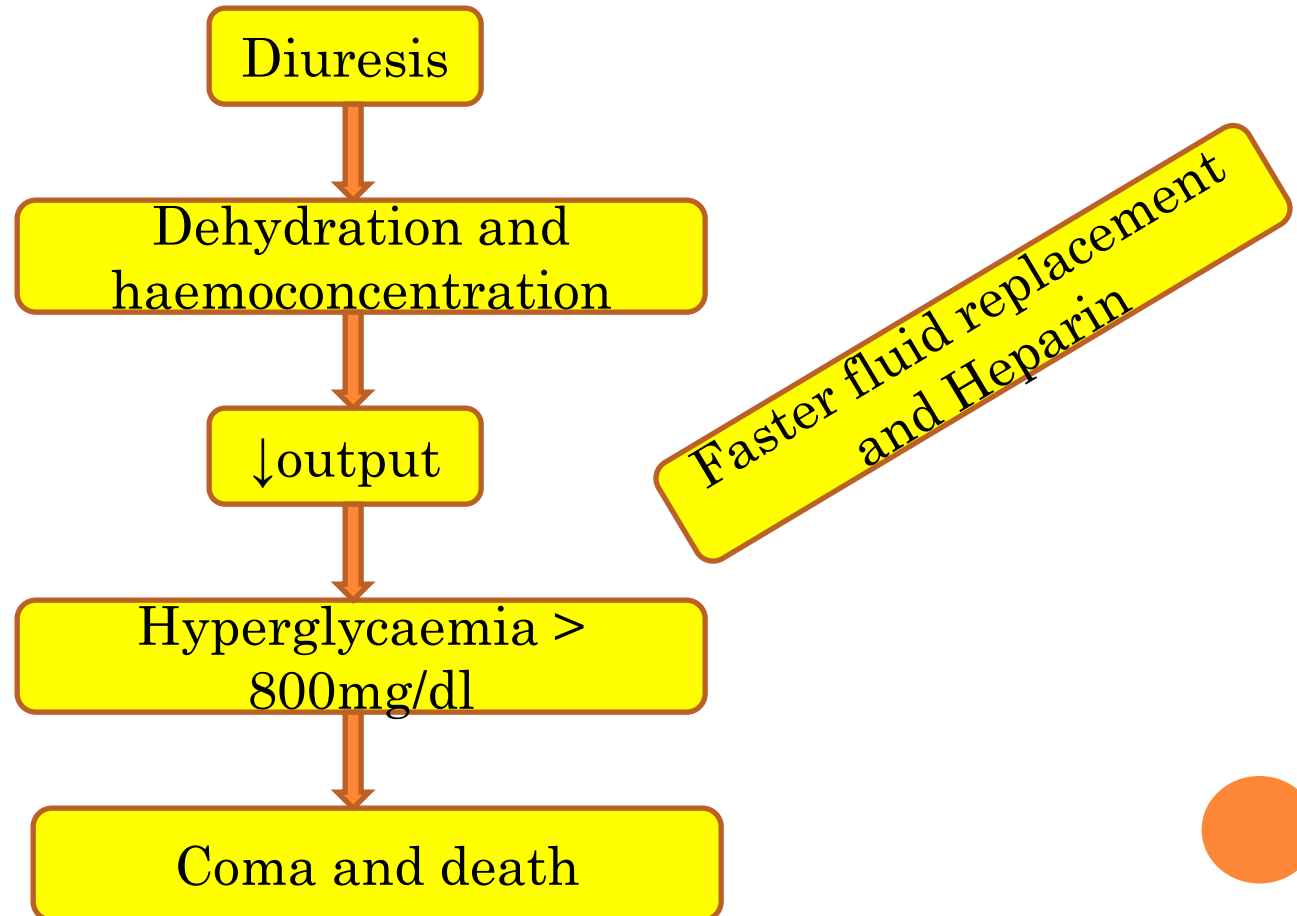 Diuresis
Dehydration and
haemoconcentration
↓output
Hyperglycaemia >
800mg/dl
Coma and death
Faster fluid replacement
and Heparin